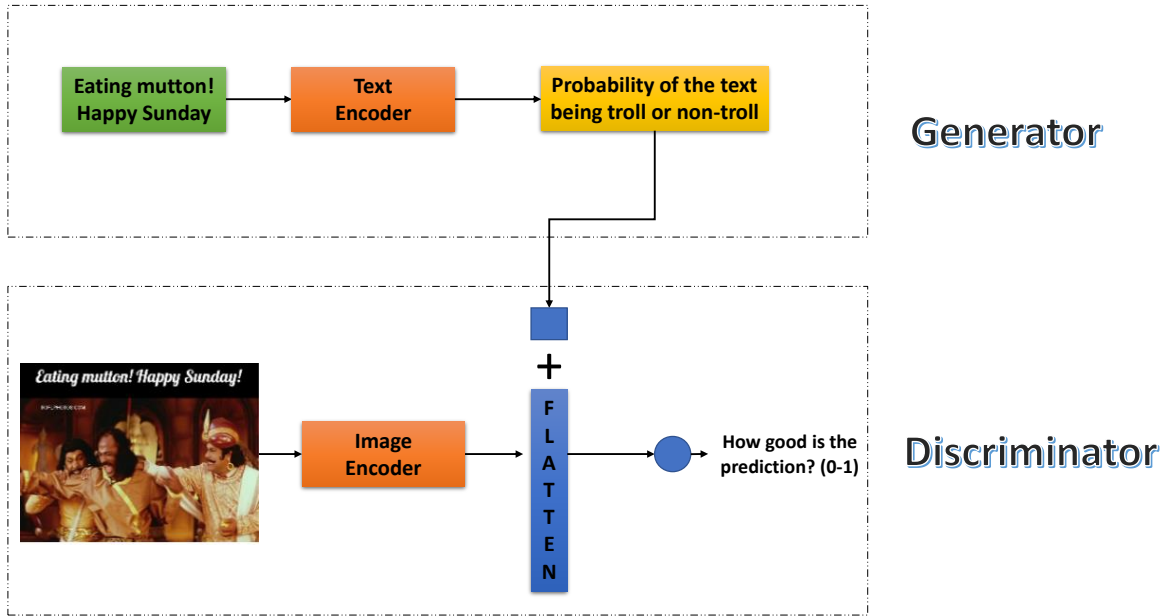 Eating mutton!
Happy Sunday
Text
Encoder
Probability of the text
being troll or non-troll
Generator
+
Eating mutton! Happy Sunday!
Image
Encoder
F
L
A
T
T
E
N
How good is the
prediction? (0-1)
Discriminator